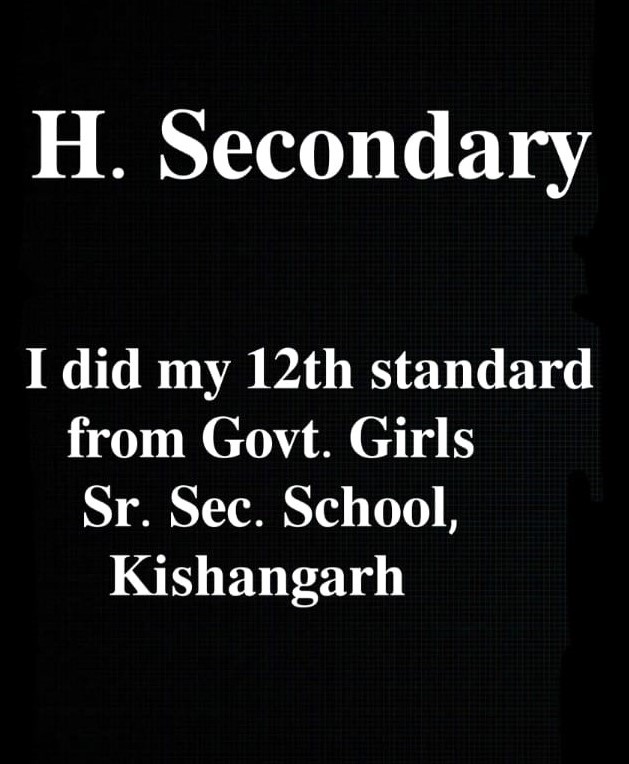 H. Secondary
I did my 12th standard
from Govt. Girls
Sr. Sec. School,
Kishangarh